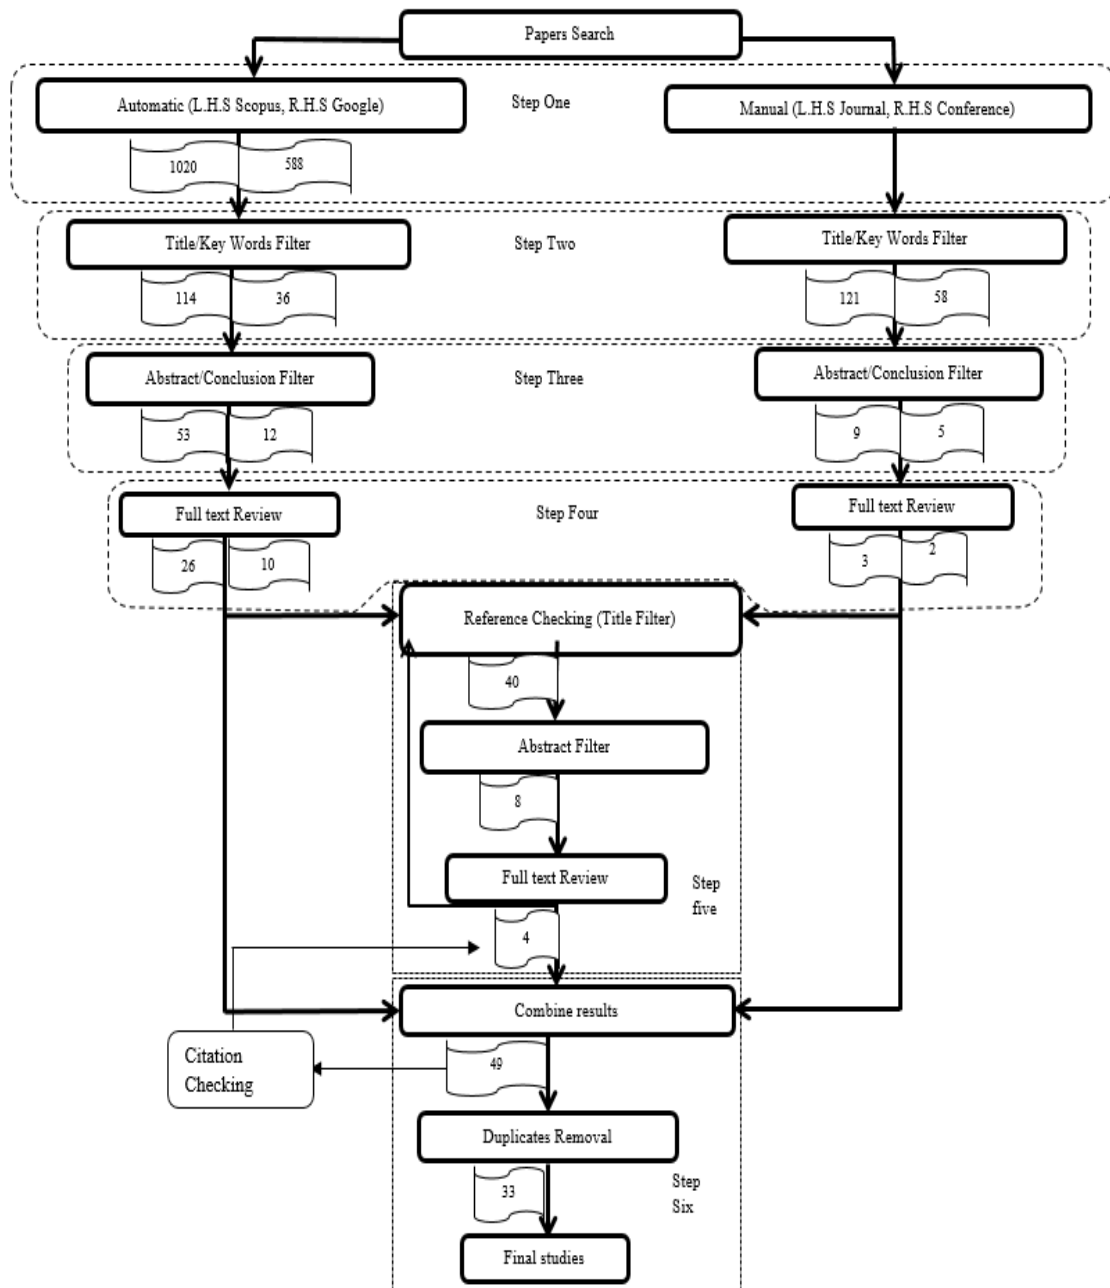 Papers Search
Automatic (L.H.S Scopus, R.H.S Google)
Step One
Manual (L.H.S Journal, R.H.S Conference)
1020
588
Title/Key Words Filter
Step Two
Title/Key Words Filter
114
36
121
58
Abstract/Conclusion Filter
Step Three
Abstract/Conclusion Filter
53
12
9
5
Full text Review
Step Four
Full text Review
26
10
3
2
Reference Checking (Title Filter)
40
Abstract Filter
8
Full text Review
Step
five
4
Combine results
Citation
Checking
49
Duplicates Removal
33
Step
Six
Final studies